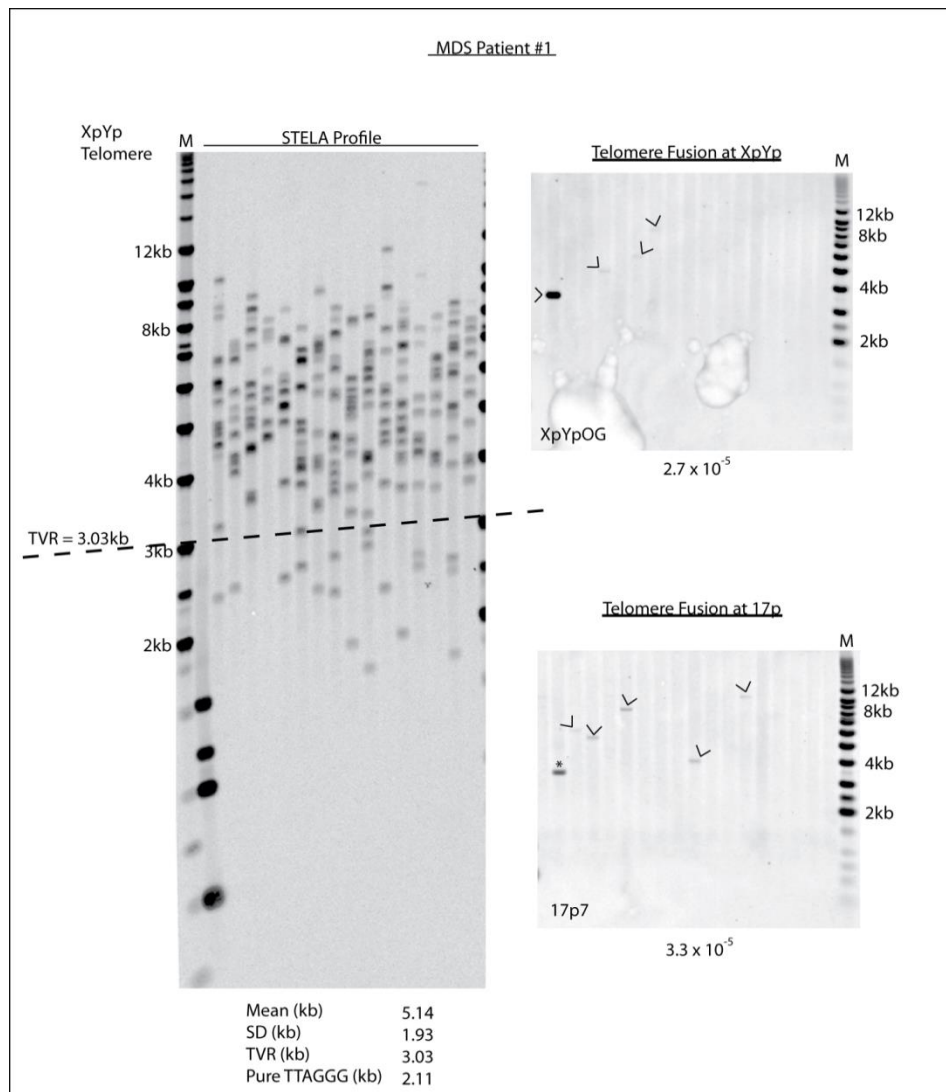 MDS Patient #1
XpYp
Telomere
M
STELA Profile
12kb
8kb
4kb
TVR = 3.03kb
3kb
2kb
Mean (kb) 5.14
SD (kb) 1.93
TVR (kb) 3.03
Pure TTAGGG (kb) 2.11
Telomere Fusion at XpYp
M
12kb
8kb
4kb
2kb
XpYpOG
2.7 x 10⁻⁵
Telomere Fusion at 17p
M
12kb
8kb
4kb
*
2kb
17p7
3.3 x 10⁻⁵